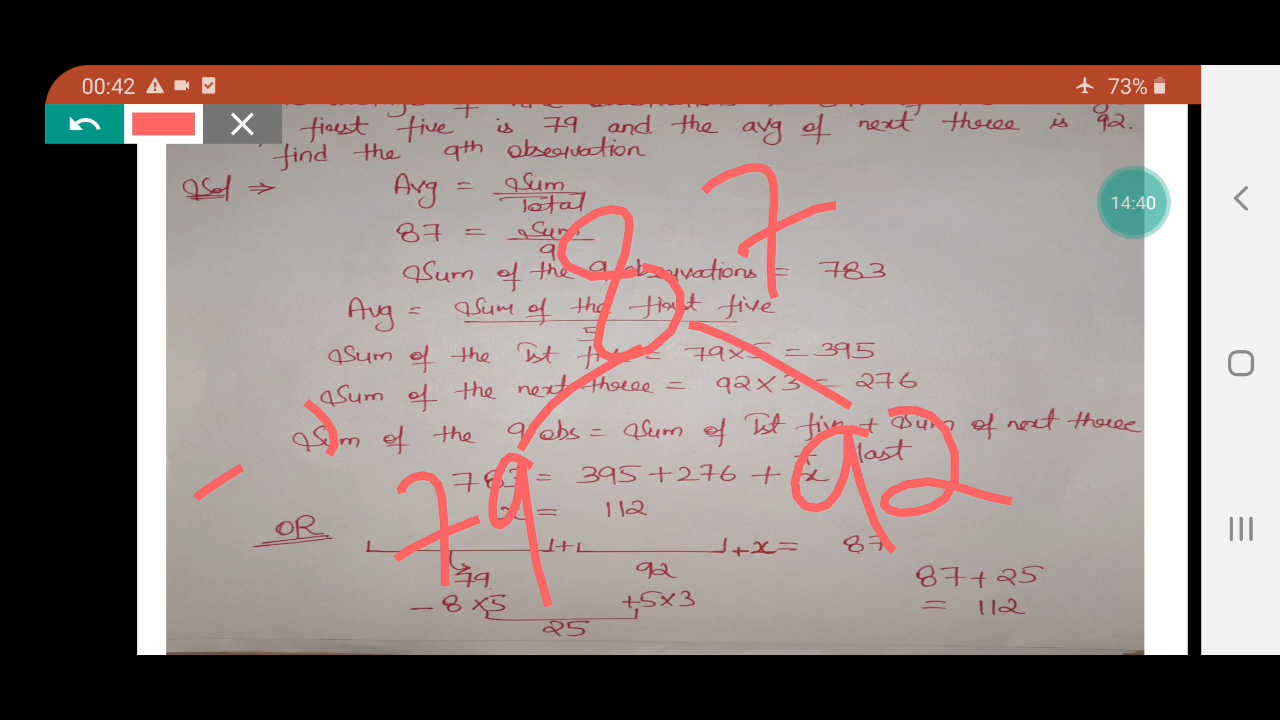 00:42
73%
14:40
first five is 79 and the avg of next three is 92.
find the 9th observation
Sol ⇒ Avg = Sum / Total
87 = Sum / 9
Sum of the 9 observations = 783
Avg = Sum of the first five / 5
Sum of the Ist five = 79×5 = 395
Sum of the next three = 92×3 = 276
Sum of the 9 obs = Sum of Ist five + Sum of next three
+ last
783 = 395+276 + x
x = 112
OR
+ +x = 87
79 92
-8×5 +5×3
25
87+25
= 112
87
79 92